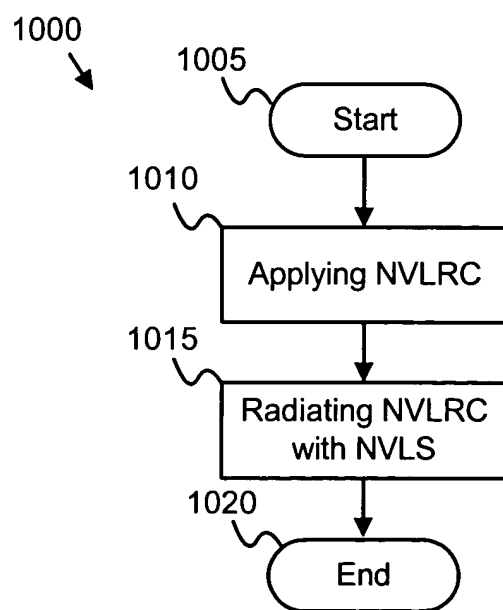 1000
1005
Start
1010
Applying NVLRC
1015
Radiating NVLRC
with NVLS
1020
End